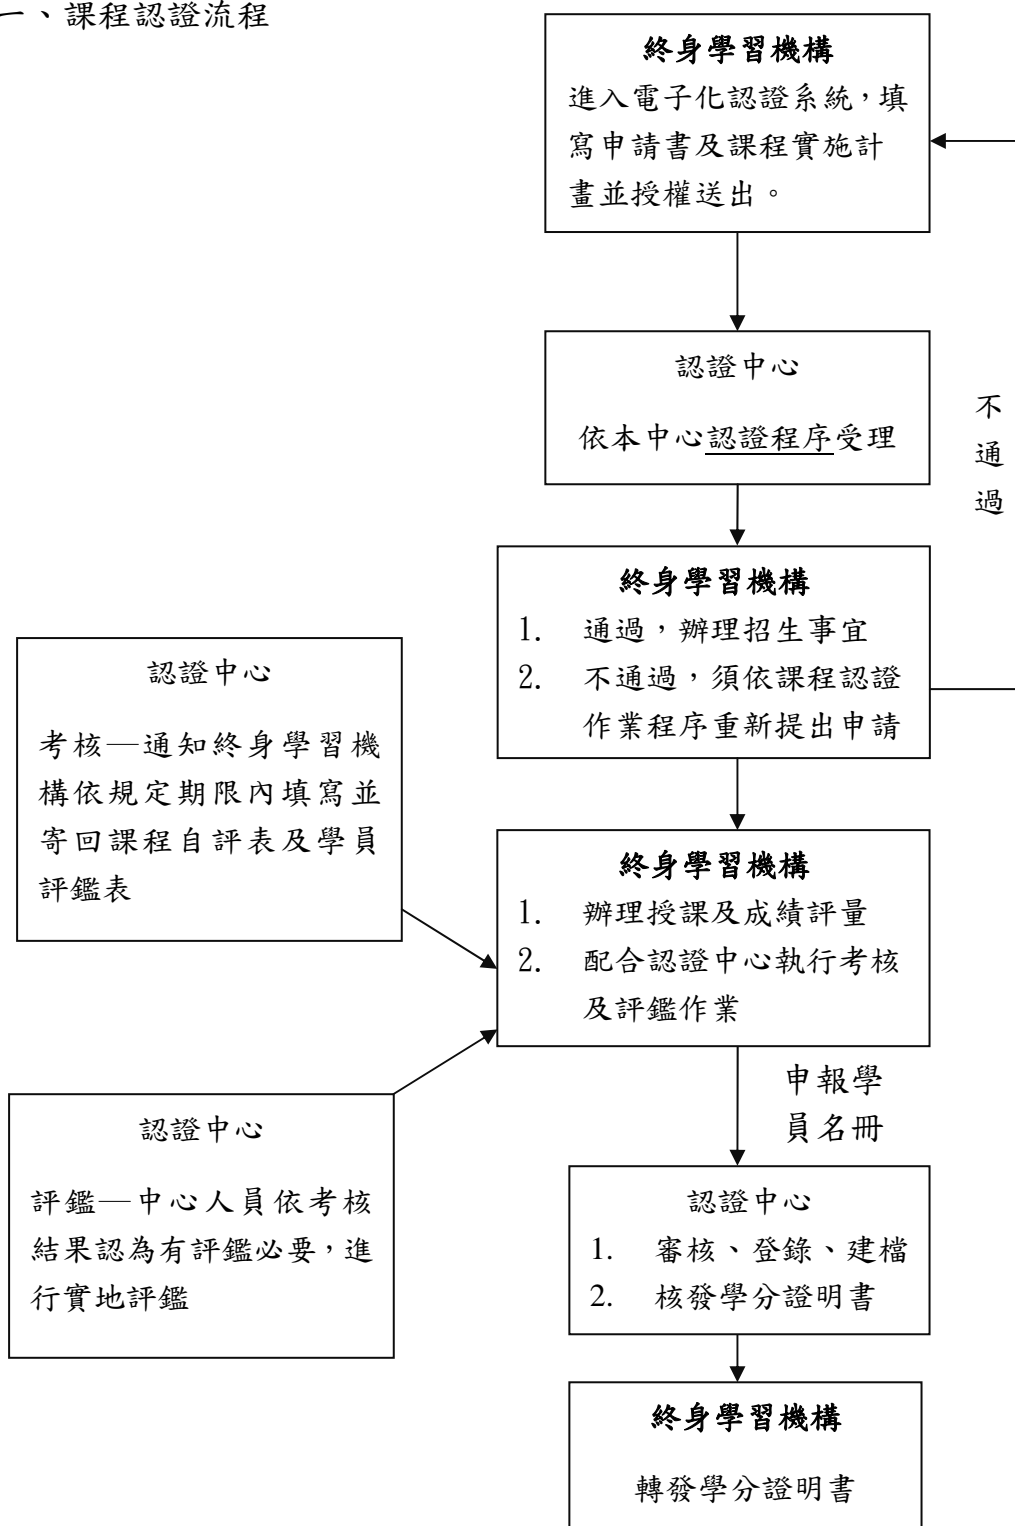 一、課程認證流程
終身學習機構
進入電子化認證系統,填
寫申請書及課程實施計
畫並授權送出。
認證中心
依本中心認證程序受理
不
通
過
終身學習機構
1. 通過,辦理招生事宜
2. 不通過,須依課程認證
作業程序重新提出申請
認證中心
考核—通知終身學習機
構依規定期限內填寫並
寄回課程自評表及學員
評鑑表
終身學習機構
1. 辦理授課及成績評量
2. 配合認證中心執行考核
及評鑑作業
申報學
員名冊
認證中心
評鑑—中心人員依考核
結果認為有評鑑必要,進
行實地評鑑
認證中心
1. 審核、登錄、建檔
2. 核發學分證明書
終身學習機構
轉發學分證明書